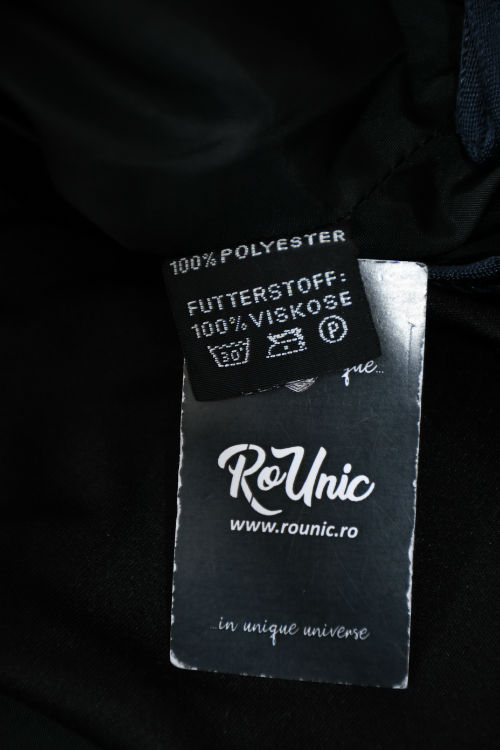 100% POLYESTER
FUTTERSTOFF:
100% VISKOSE
30°
P
RoUnic
www.rounic.ro
...in unique universe